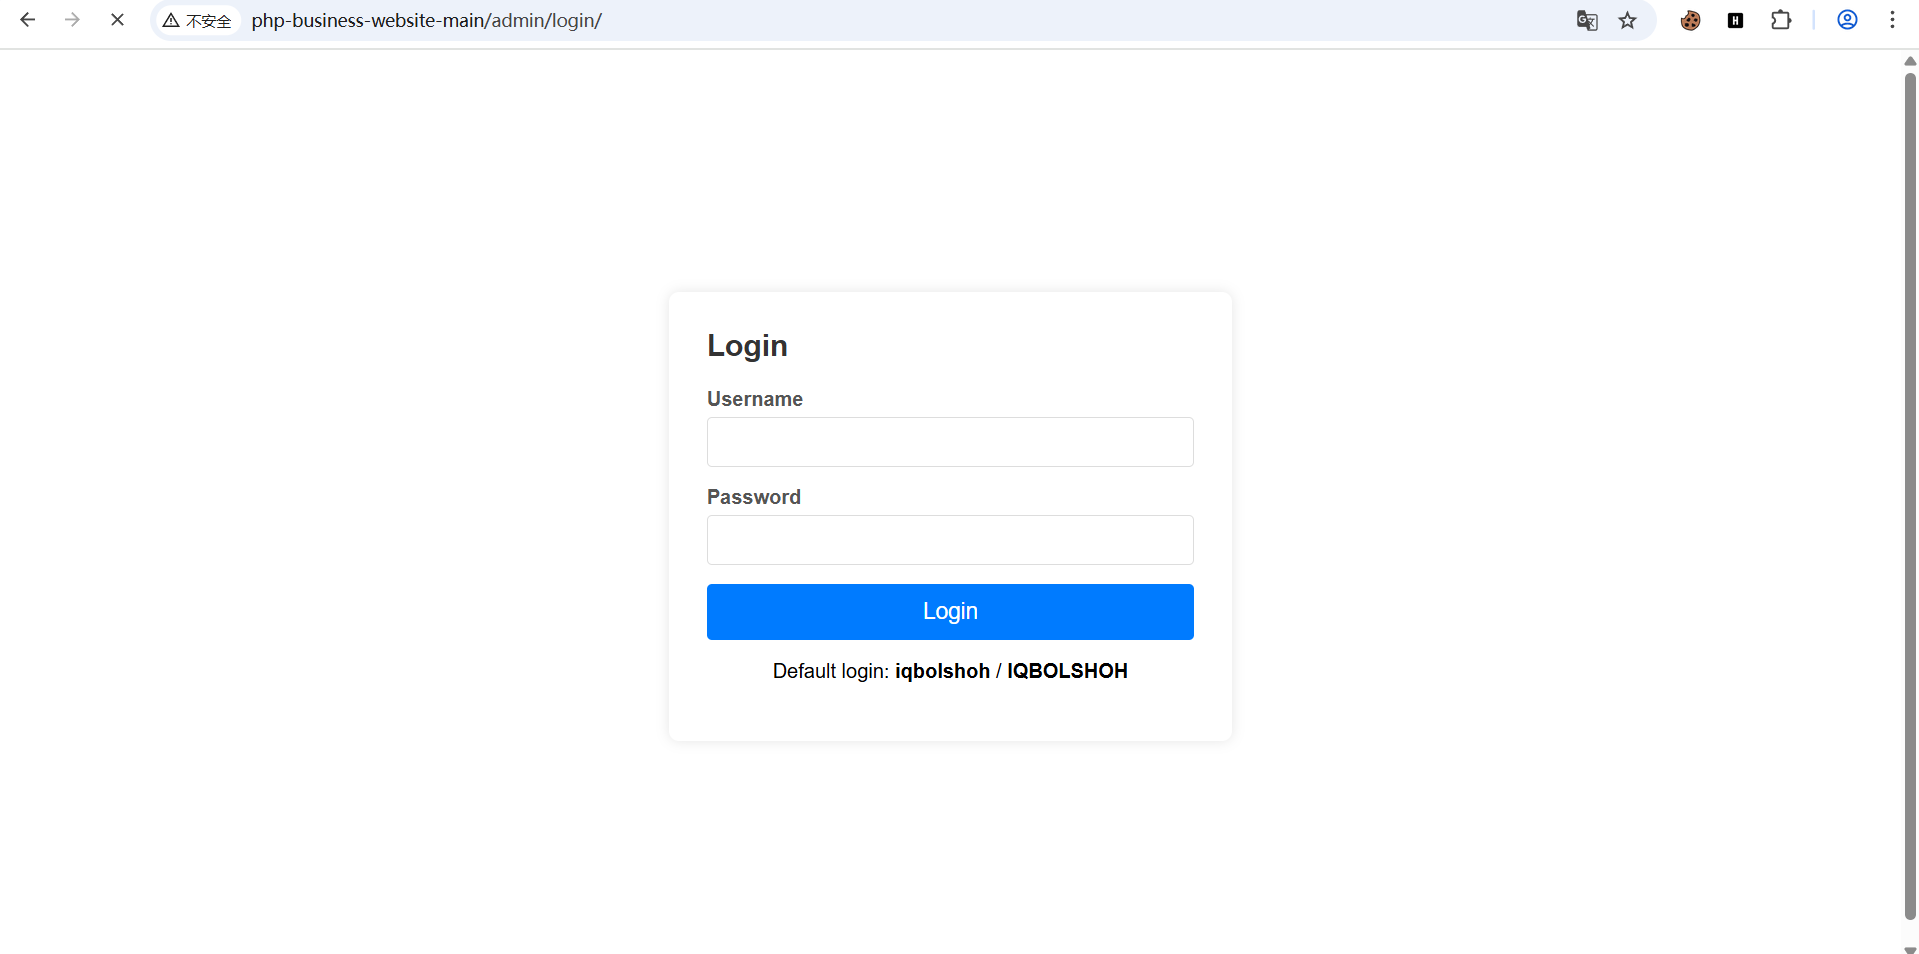 不安全 php-business-website-main/admin/login/
Login
Username
Password
Login
Default login: iqbolshoh / IQBOLSHOH